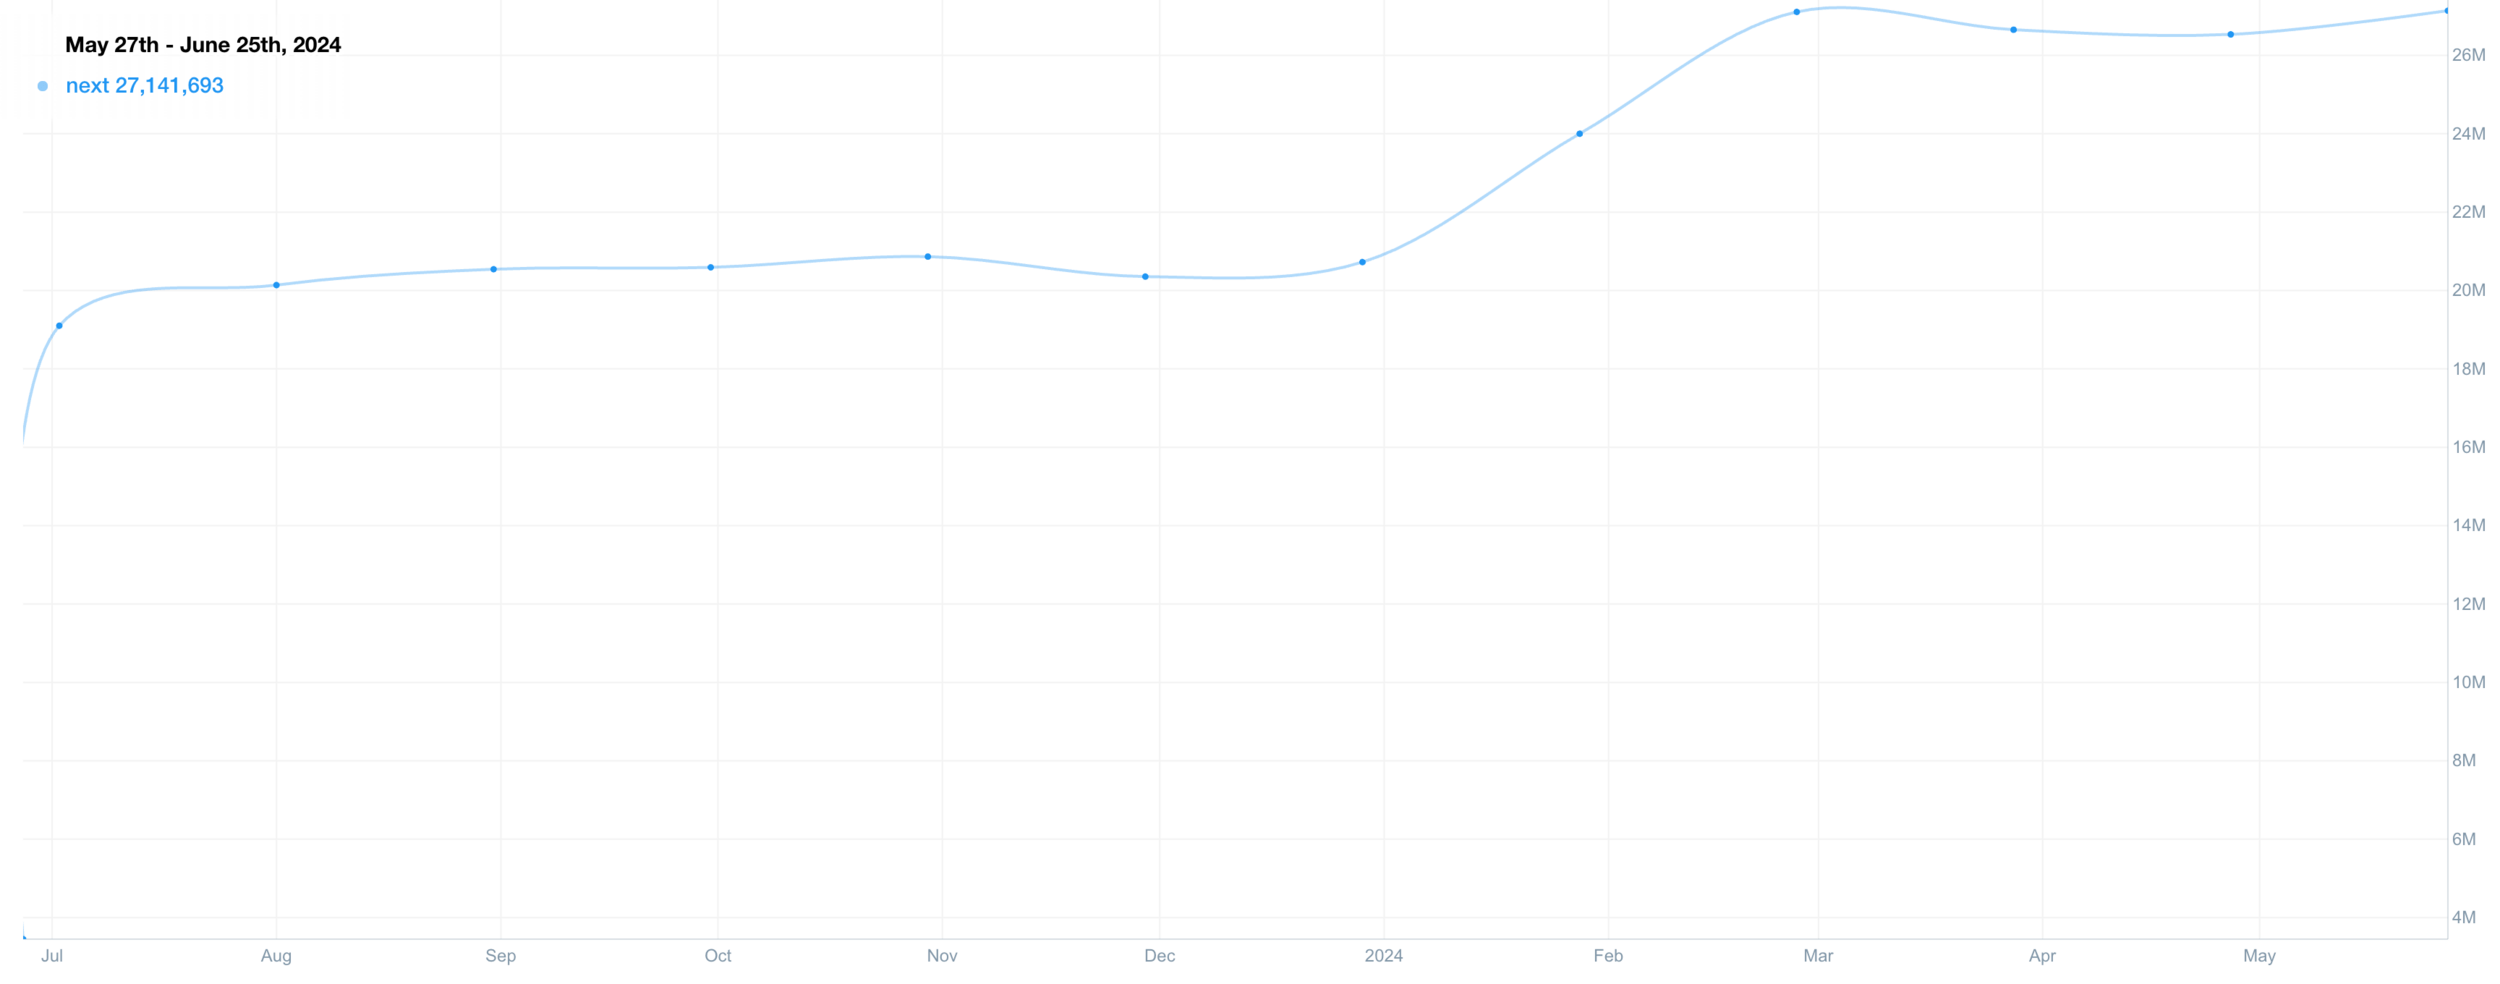 May 27th - June 25th, 2024
next 27,141,693
26M
24M
22M
20M
18M
16M
14M
12M
10M
8M
6M
4M
Jul Aug Sep Oct Nov Dec 2024 Feb Mar Apr May